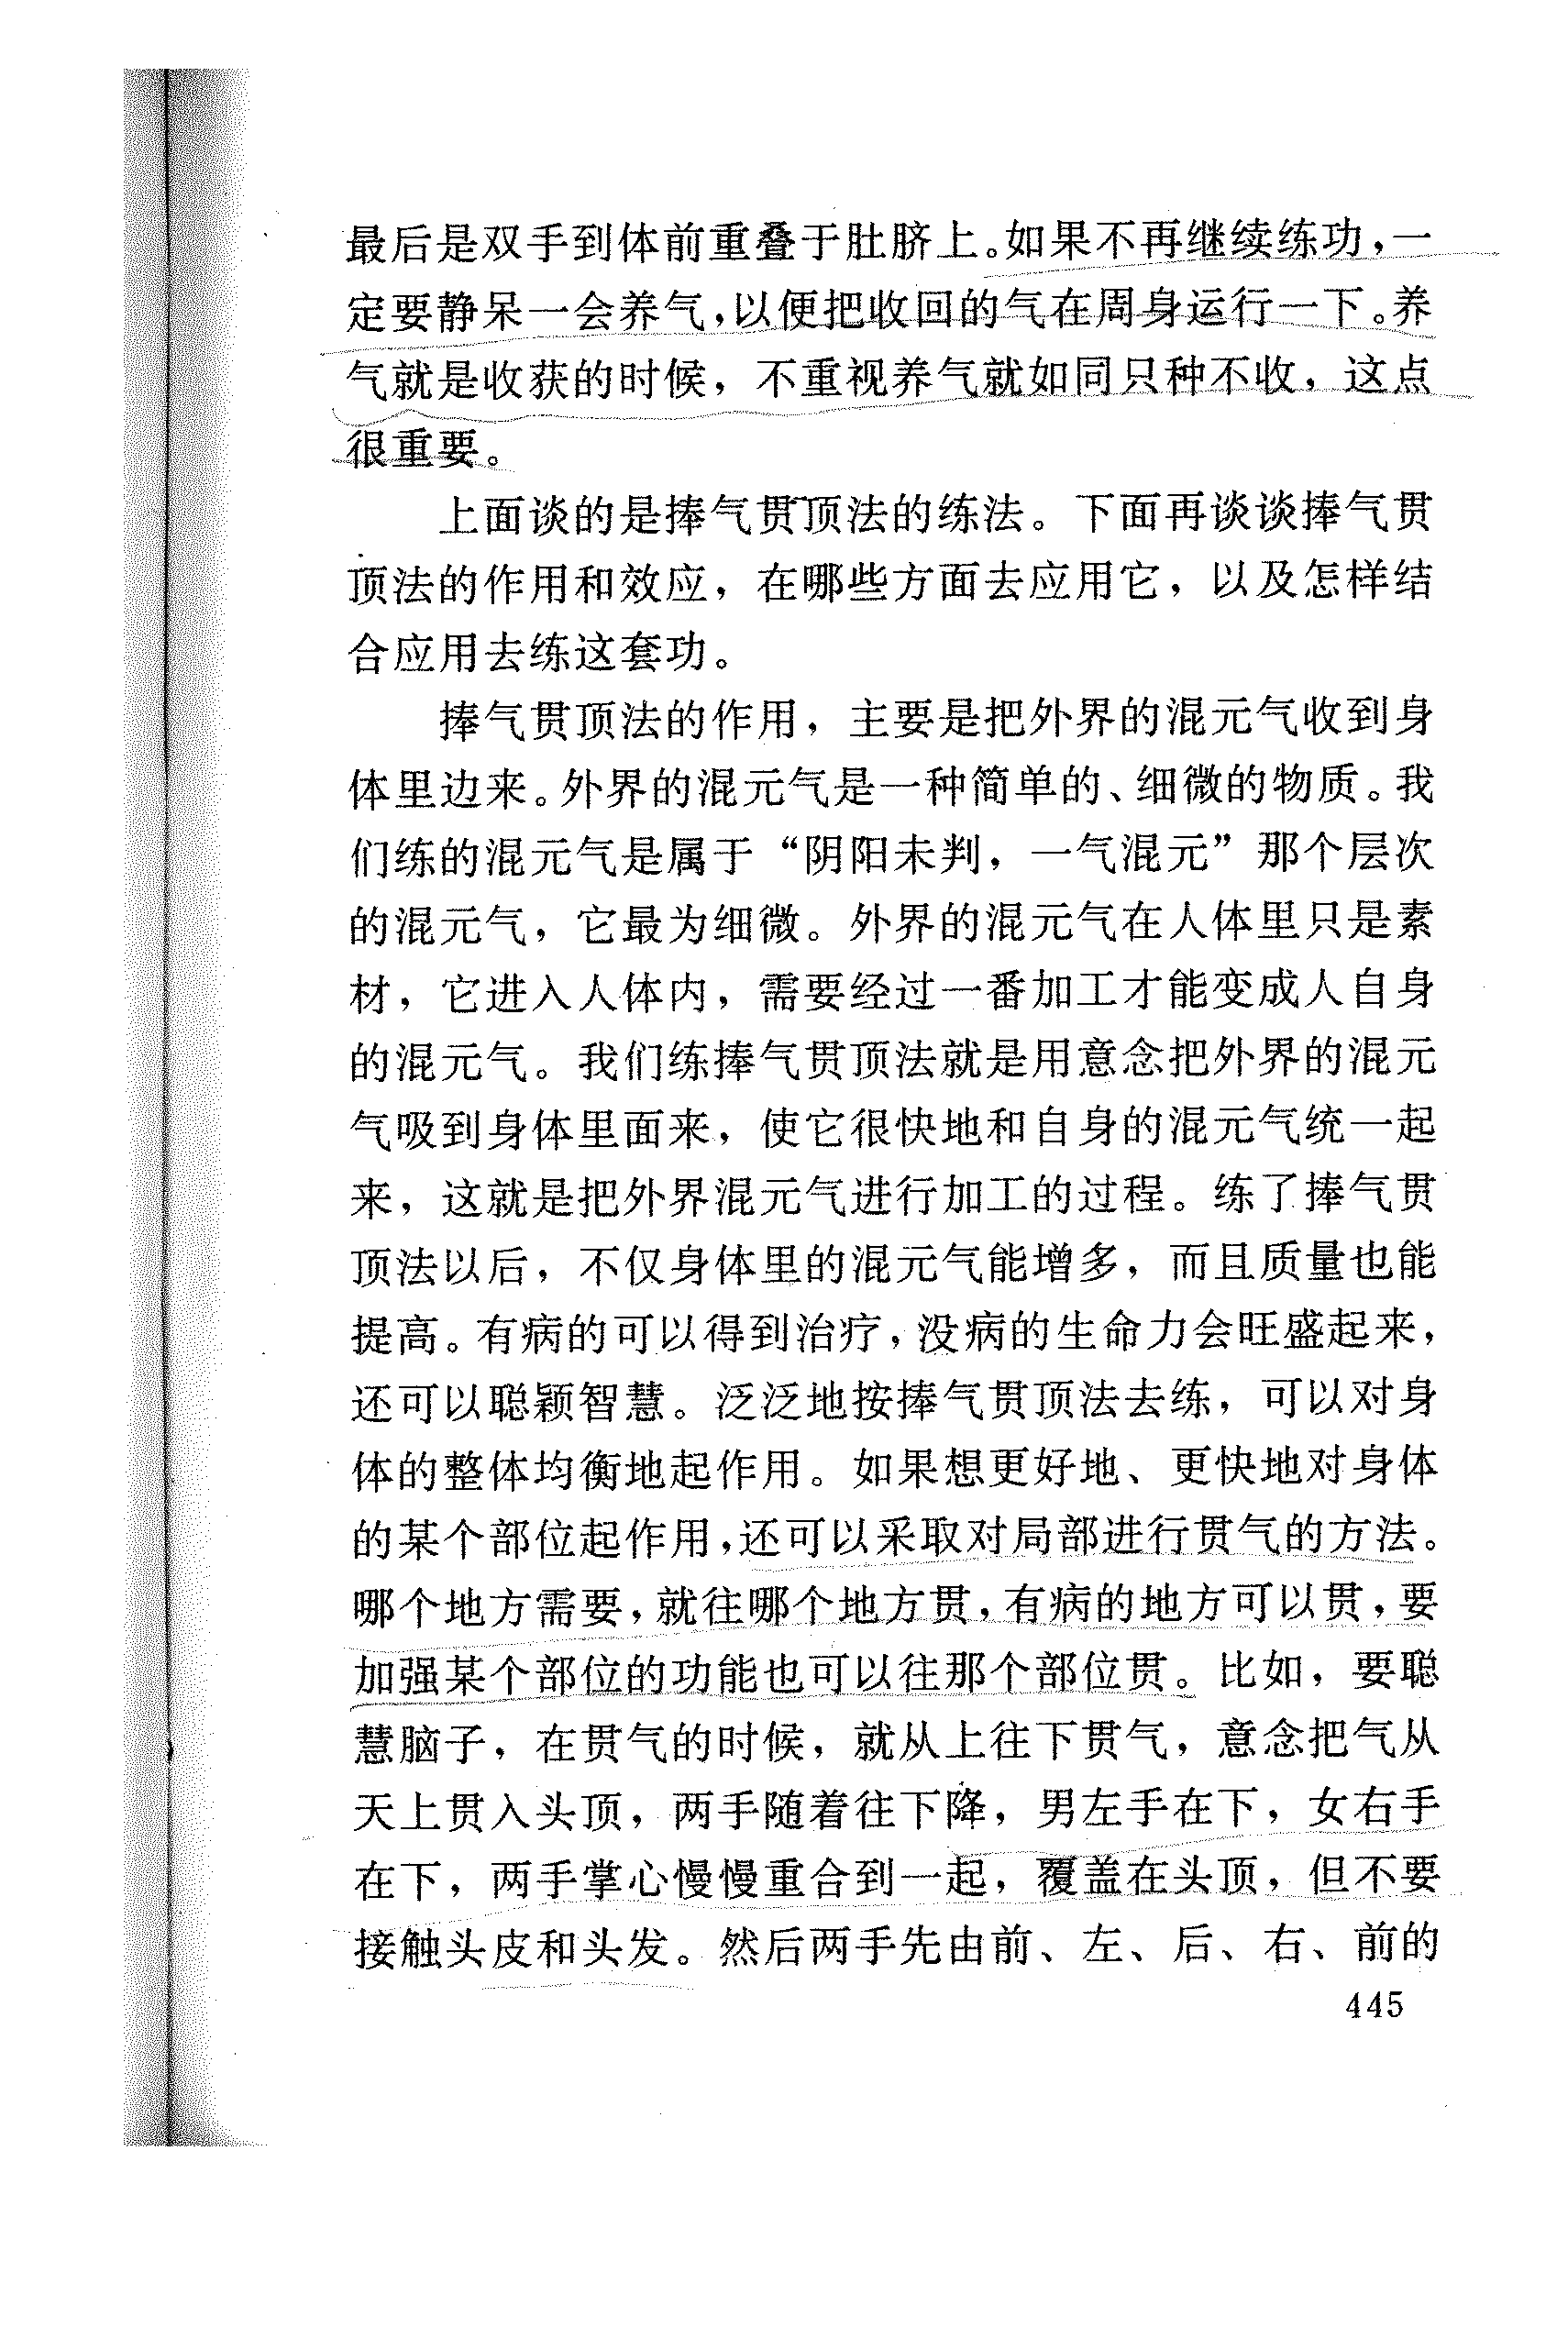 最后是双手到体前重叠于肚脐上。如果不再继续练功，一
定要静呆一会养气，以便把收回的气在周身运行一下。养
气就是收获的时候，不重视养气就如同只种不收，这点
很重要。
上面谈的是捧气贯顶法的练法。下面再谈谈捧气贯
顶法的作用和效应，在哪些方面去应用它，以及怎样结
合应用去练这套功。
捧气贯顶法的作用，主要是把外界的混元气收到身
体里边来。外界的混元气是一种简单的、细微的物质。我
们练的混元气是属于“阴阳未判，一气混元”那个层次
的混元气，它最为细微。外界的混元气在人体里只是素
材，它进入人体内，需要经过一番加工才能变成人自身
的混元气。我们练捧气贯顶法就是用意念把外界的混元
气吸到身体里面来，使它很快地和自身的混元气统一起
来，这就是把外界混元气进行加工的过程。练了捧气贯
顶法以后，不仅身体里的混元气能增多，而且质量也能
提高。有病的可以得到治疗，没病的生命力会旺盛起来，
还可以聪颖智慧。泛泛地按捧气贯顶法去练，可以对身
体的整体均衡地起作用。如果想更好地、更快地对身体
的某个部位起作用，还可以采取对局部进行贯气的方法。
哪个地方需要，就往哪个地方贯，有病的地方可以贯，要
加强某个部位的功能也可以往那个部位贯。比如，要聪
慧脑子，在贯气的时候，就从上往下贯气，意念把气从
天上贯入头顶，两手随着往下降，男左手在下，女右手
在下，两手掌心慢慢重合到一起，覆盖在头顶，但不要
接触头皮和头发。然后两手先由前、左、后、右、前的
445